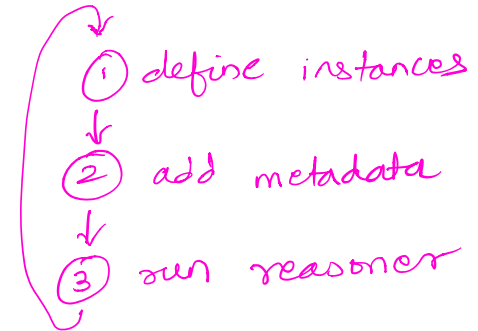 1 define instances
2 add metadata
3 run reasoner